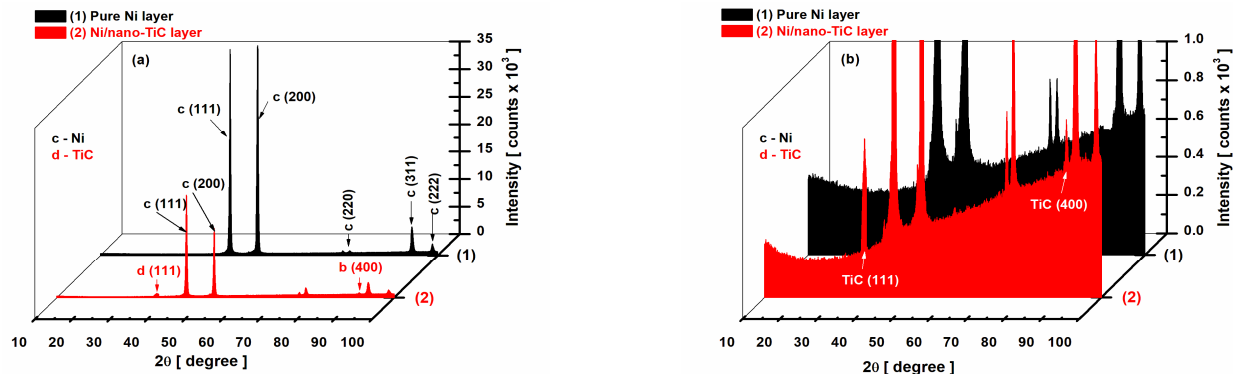 (1) Pure Ni layer
(2) Ni/nano-TiC layer
(a)
35
30
25
20
15
10
5
0
Intensity [ counts x 10³ ]
c (111)
c (200)
c - Ni
d - TiC
c (200)
c (111)
c (220)
c (311)
c (222)
d (111)
b (400)
(1)
(2)
10 20 30 40 50 60 70 80 90 100
2θ [ degree ]
(1) Pure Ni layer
(2) Ni/nano-TiC layer
(b)
1.0
0.8
0.6
0.4
0.2
0.0
Intensity [ counts x 10³ ]
c - Ni
d - TiC
TiC (400)
TiC (111)
(1)
(2)
10 20 30 40 50 60 70 80 90 100
2θ [ degree ]